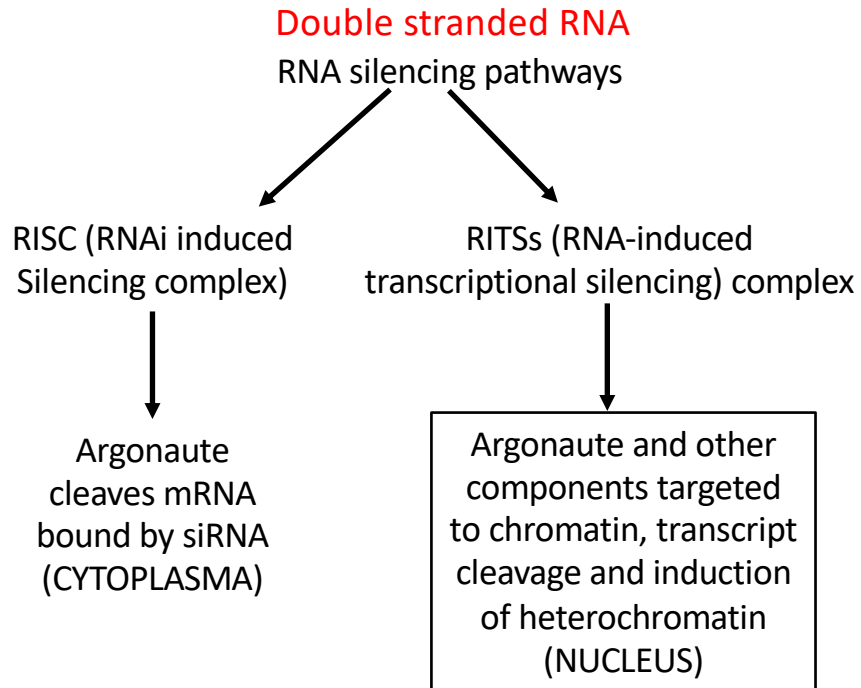 Double stranded RNA
RNA silencing pathways
RISC (RNAi induced
Silencing complex)
RITSs (RNA-induced
transcriptional silencing) complex
Argonaute
cleaves mRNA
bound by siRNA
(CYTOPLASMA)
Argonaute and other
components targeted
to chromatin, transcript
cleavage and induction
of heterochromatin
(NUCLEUS)